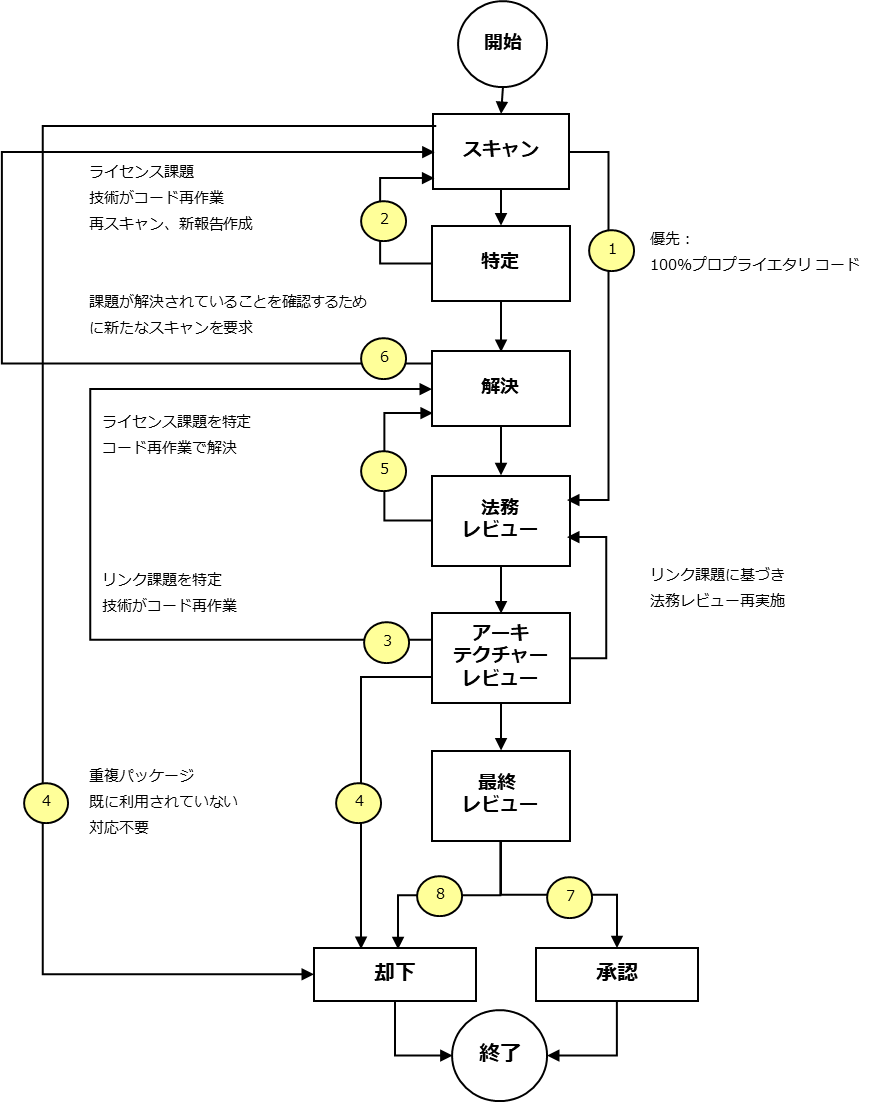 開始
スキャン
ライセンス課題
技術がコード再作業
再スキャン、新報告作成
2
1
優先：
100%プロプライエタリコード
特定
課題が解決されていることを確認するため
に新たなスキャンを要求
6
解決
ライセンス課題を特定
コード再作業で解決
5
法務
レビュー
リンク課題を特定
技術がコード再作業
リンク課題に基づき
法務レビュー再実施
3
アーキ
テクチャー
レビュー
重複パッケージ
既に利用されていない
対応不要
4
4
最終
レビュー
8
7
却下
承認
終了